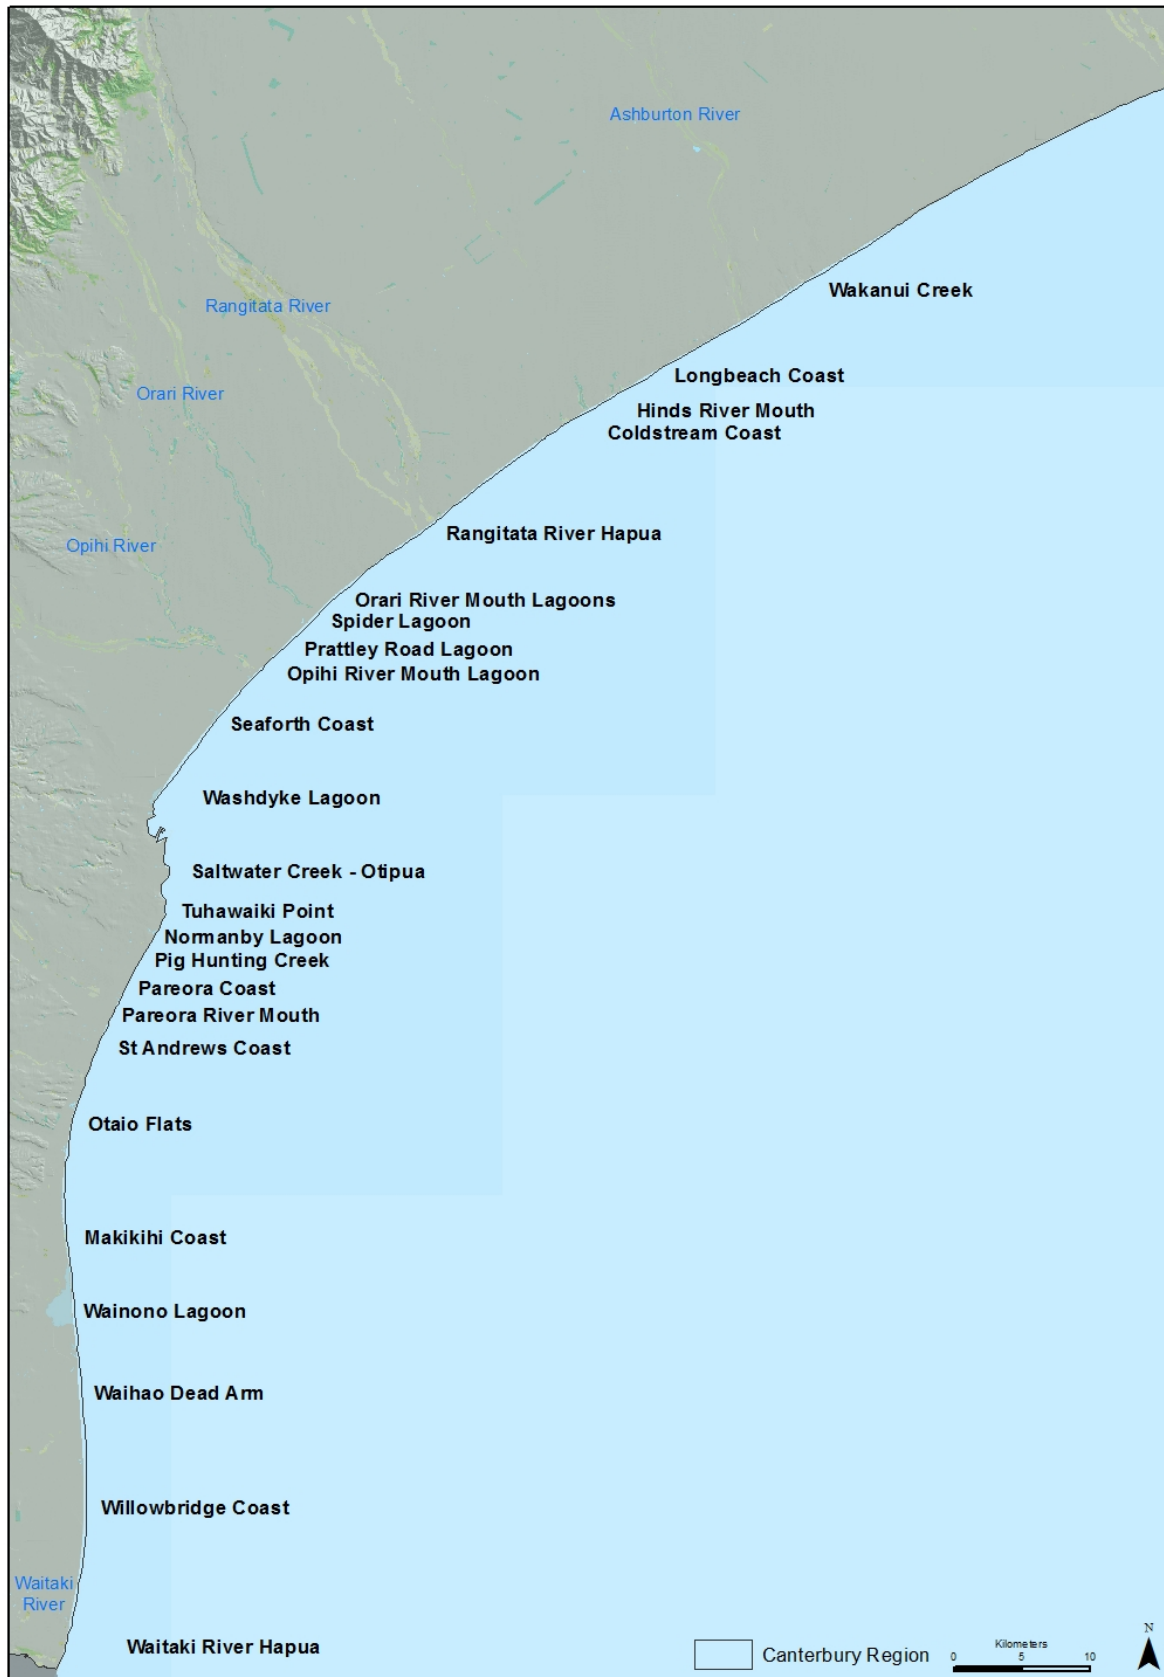 Ashburton River
Wakanui Creek
Rangitata River
Longbeach Coast
Orari River
Hinds River Mouth
Coldstream Coast
Rangitata River Hapua
Opihi River
Orari River Mouth Lagoons
Spider Lagoon
Prattley Road Lagoon
Opihi River Mouth Lagoon
Seaforth Coast
Washdyke Lagoon
Saltwater Creek - Otipua
Tuhawaiki Point
Normanby Lagoon
Pig Hunting Creek
Pareora Coast
Pareora River Mouth
St Andrews Coast
Otaio Flats
Makikihi Coast
Wainono Lagoon
Waihao Dead Arm
Willowbridge Coast
Waitaki
River
Waitaki River Hapua
Canterbury Region
Kilometers
0 5 10
N